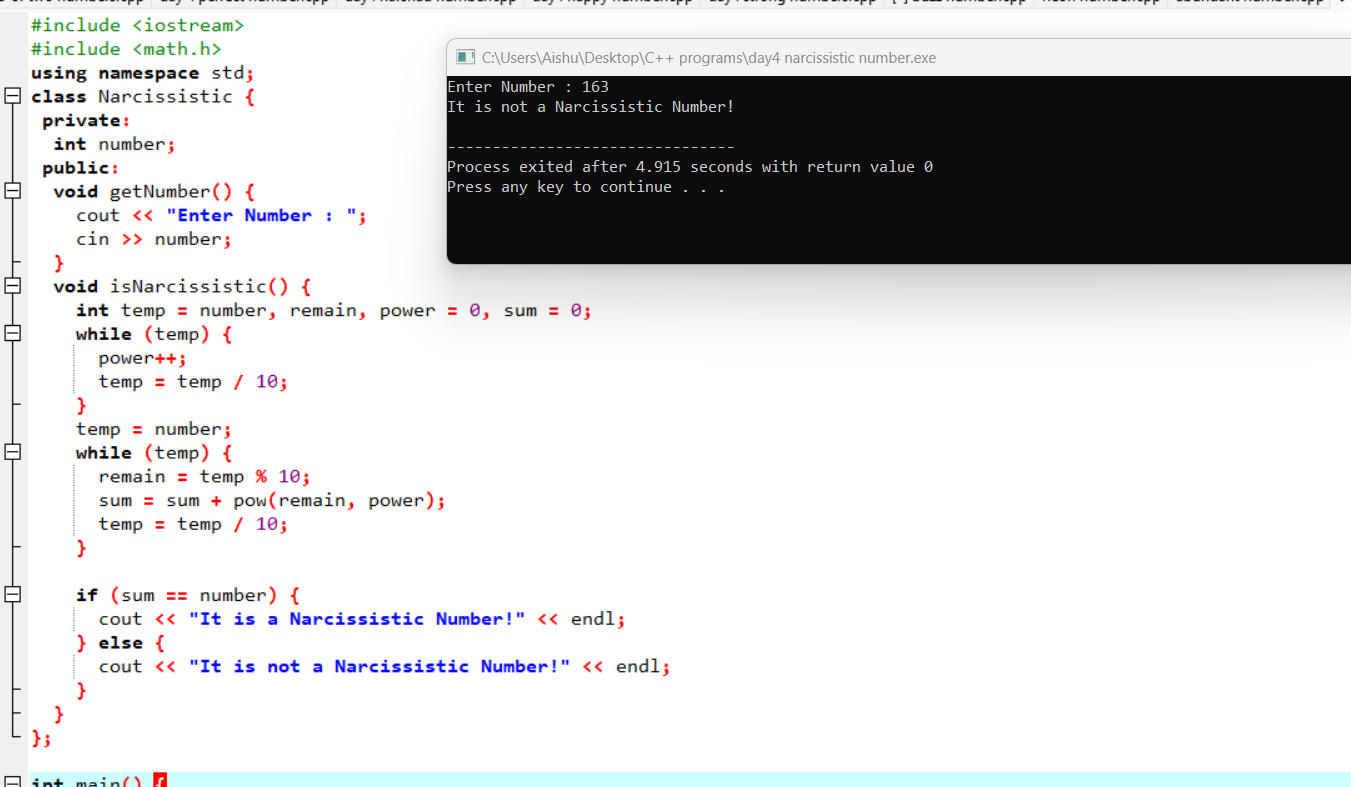 #include <iostream>
#include <math.h>
using namespace std;
class Narcissistic {
private:
int number;
public:
void getNumber() {
cout << "Enter Number : ";
cin >> number;
}
void isNarcissistic() {
int temp = number, remain, power = 0, sum = 0;
while (temp) {
power++;
temp = temp / 10;
}
temp = number;
while (temp) {
remain = temp % 10;
sum = sum + pow(remain, power);
temp = temp / 10;
}
if (sum == number) {
cout << "It is a Narcissistic Number!" << endl;
} else {
cout << "It is not a Narcissistic Number!" << endl;
}
}
};
int main() {
C:\Users\Aishu\Desktop\C++ programs\day4 narcissistic number.exe
Enter Number : 163
It is not a Narcissistic Number!
--------------------------------
Process exited after 4.915 seconds with return value 0
Press any key to continue . . .